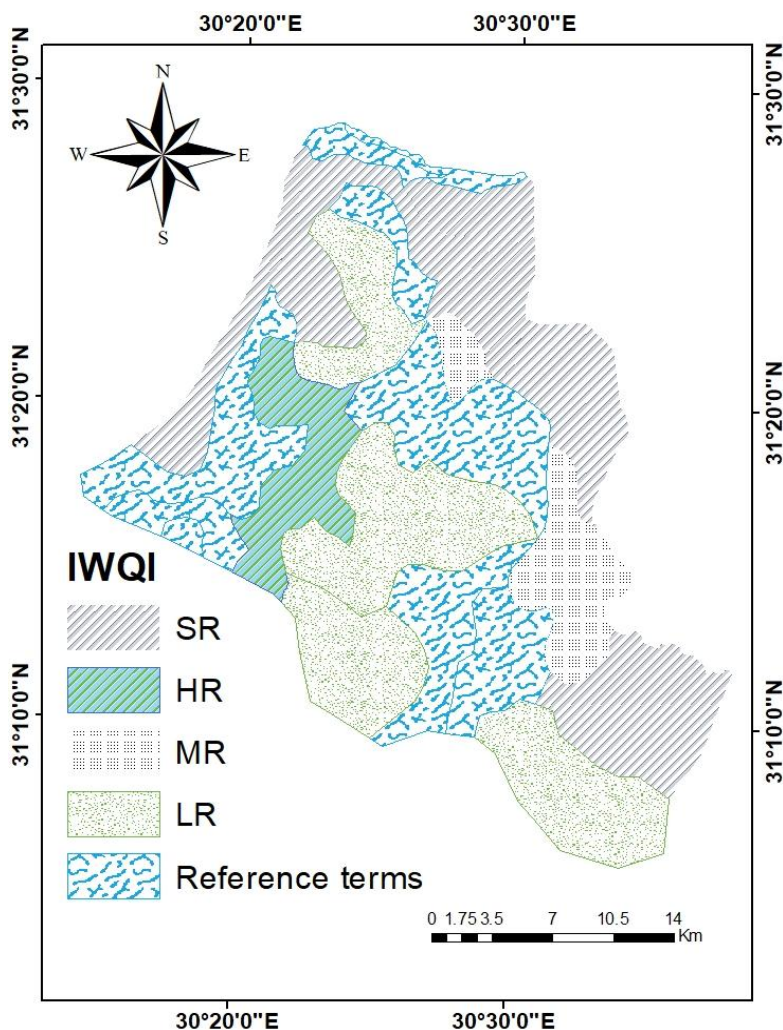 30°20'0"E 30°30'0"E
31°30'0"N 31°30'0"N
N
W E
S
31°20'0"N 31°20'0"N
IWQI
SR
HR
31°10'0"N 31°10'0"N
MR
LR
Reference terms
0 1.75 3.5 7 10.5 14
Km
30°20'0"E 30°30'0"E